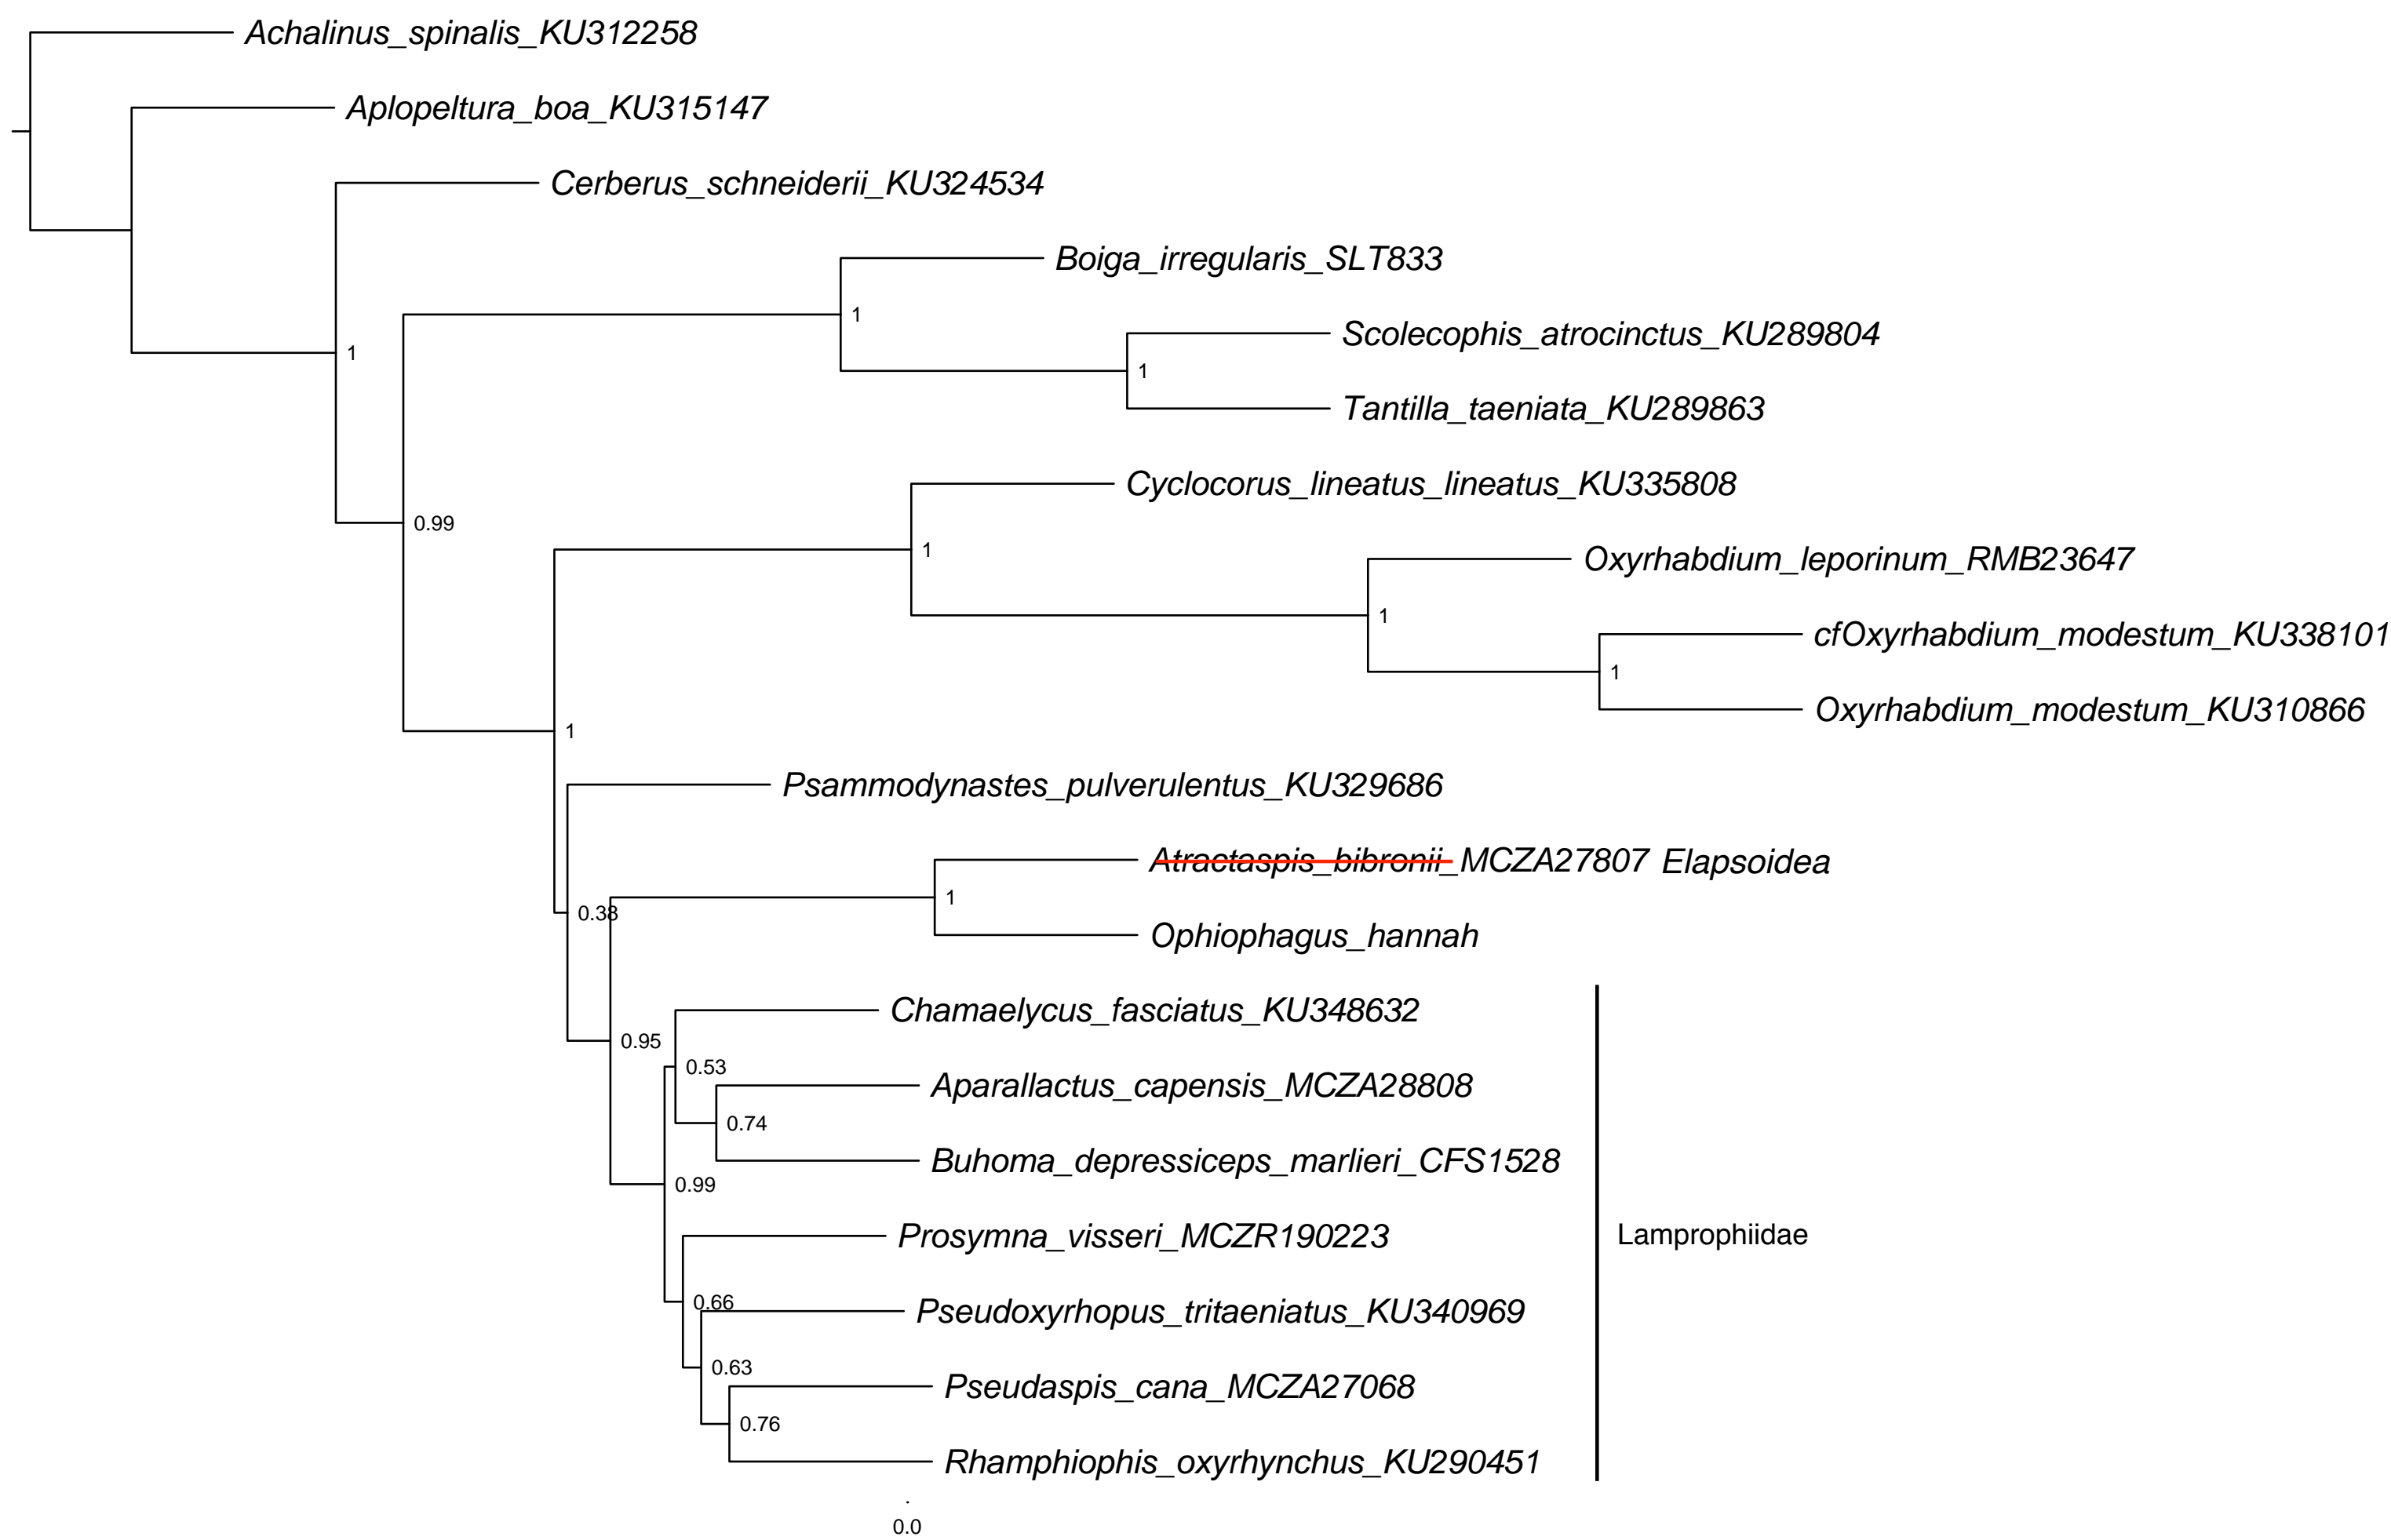 Achalinus_spinalis_KU312258
Aplopeltura_boa_KU315147
Cerberus_schneiderii_KU324534
Boiga_irregularis_SLT833
1
Scolecophis_atrocinctus_KU289804
1
1
Tantilla_taeniata_KU289863
Cyclocorus_lineatus_lineatus_KU335808
0.99
1
Oxyrhabdium_leporinum_RMB23647
1
cfOxyrhabdium_modestum_KU338101
1
Oxyrhabdium_modestum_KU310866
1
Psammodynastes_pulverulentus_KU329686
Atractaspis_bibronii_MCZA27807 Elapsoidea
1
0.38
Ophiophagus_hannah
Chamaelycus_fasciatus_KU348632
0.95
0.53
Aparallactus_capensis_MCZA28808
0.74
Buhoma_depressiceps_marlieri_CFS1528
0.99
Prosymna_visseri_MCZR190223
Lamprophiidae
0.66
Pseudoxyrhopus_tritaeniatus_KU340969
0.63
Pseudaspis_cana_MCZA27068
0.76
Rhamphiophis_oxyrhynchus_KU290451
0.0